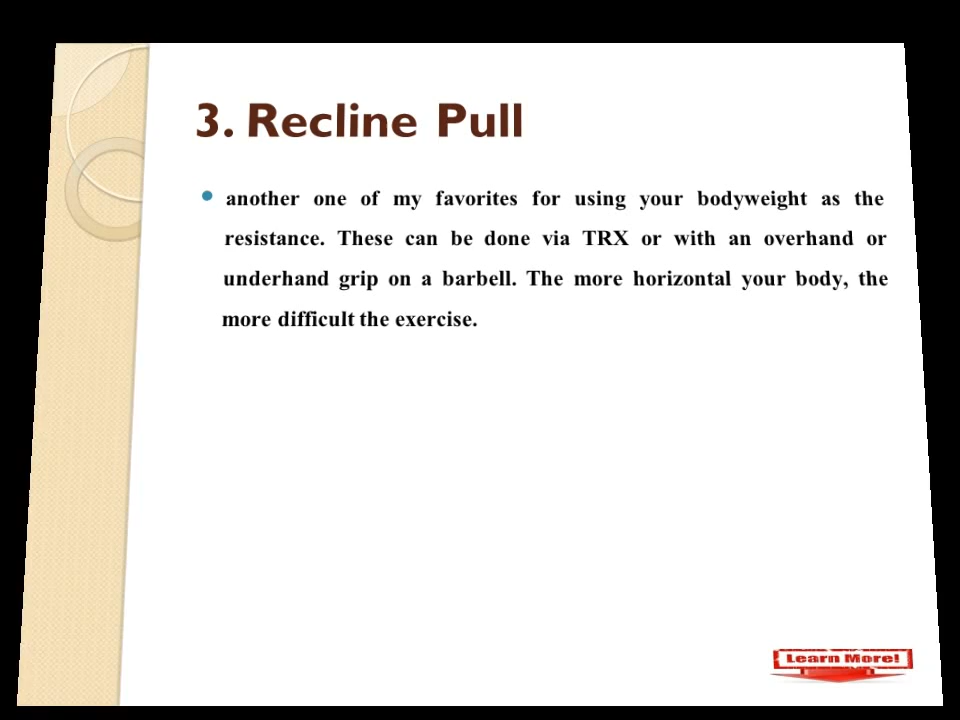 3. Recline Pull
another one of my favorites for using your bodyweight as the
resistance. These can be done via TRX or with an overhand or
underhand grip on a barbell. The more horizontal your body, the
more difficult the exercise.
Learn More!